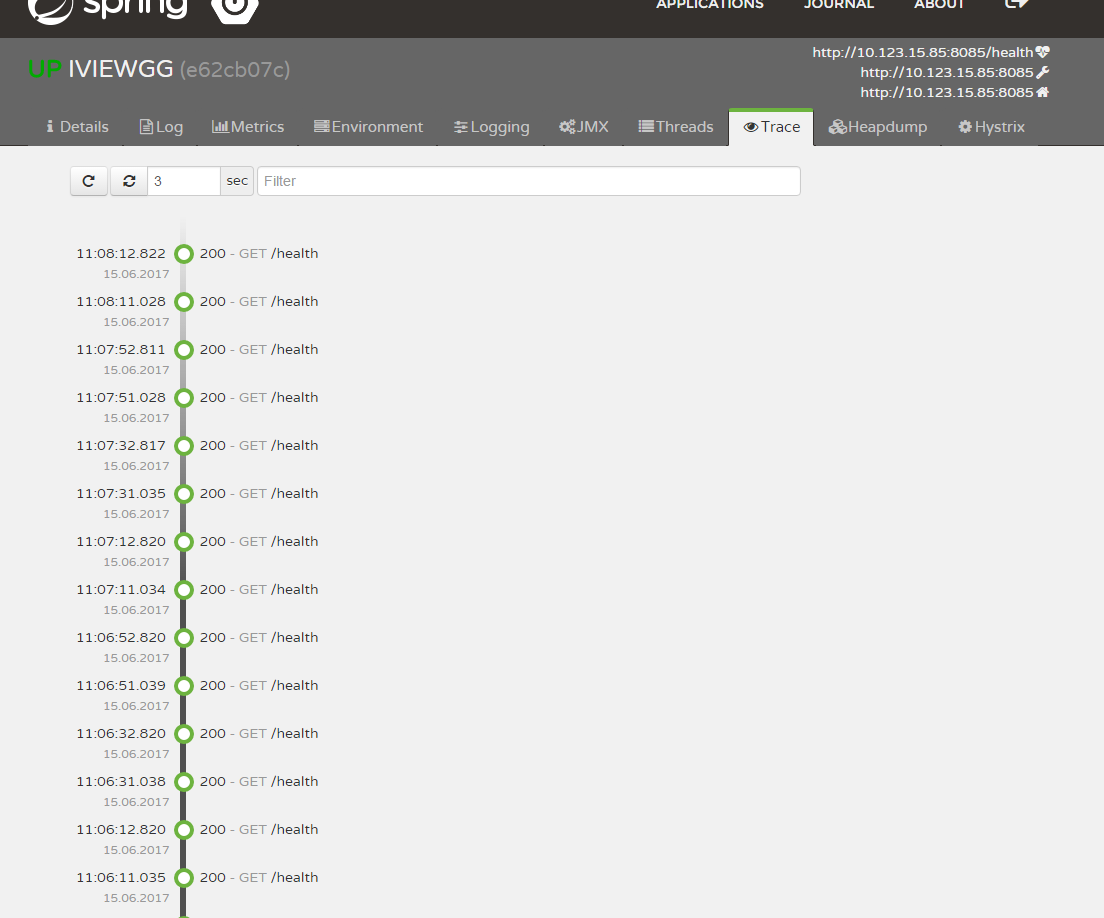 spring
APPLICATIONS JOURNAL ABOUT
UP IVIEWGG (e62cb07c)
http://10.123.15.85:8085/health
http://10.123.15.85:8085
http://10.123.15.85:8085
Details Log Metrics Environment Logging JMX Threads Trace Heapdump Hystrix
3 sec Filter
11:08:12.822 200 - GET /health
15.06.2017
11:08:11.028 200 - GET /health
15.06.2017
11:07:52.811 200 - GET /health
15.06.2017
11:07:51.028 200 - GET /health
15.06.2017
11:07:32.817 200 - GET /health
15.06.2017
11:07:31.035 200 - GET /health
15.06.2017
11:07:12.820 200 - GET /health
15.06.2017
11:07:11.034 200 - GET /health
15.06.2017
11:06:52.820 200 - GET /health
15.06.2017
11:06:51.039 200 - GET /health
15.06.2017
11:06:32.820 200 - GET /health
15.06.2017
11:06:31.038 200 - GET /health
15.06.2017
11:06:12.820 200 - GET /health
15.06.2017
11:06:11.035 200 - GET /health
15.06.2017